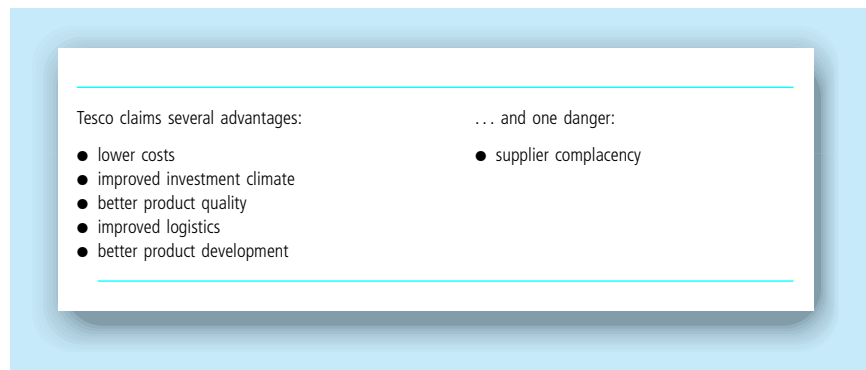 Tesco claims several advantages:
● lower costs
● improved investment climate
● better product quality
● improved logistics
● better product development
... and one danger:
● supplier complacency